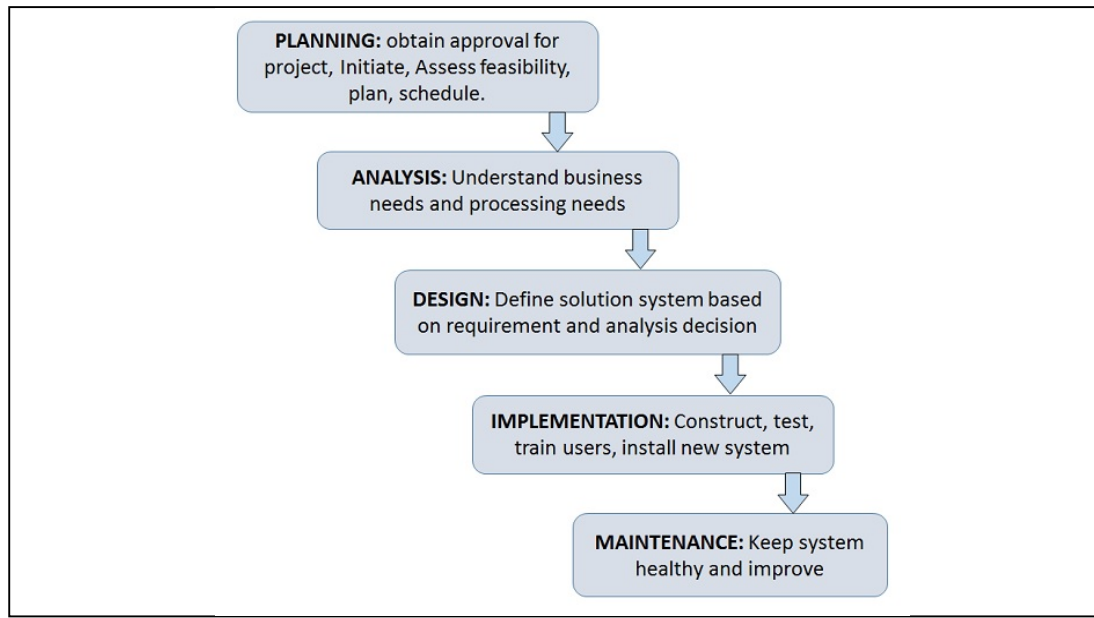 PLANNING: obtain approval for
project, Initiate, Assess feasibility,
plan, schedule.
ANALYSIS: Understand business
needs and processing needs
DESIGN: Define solution system based
on requirement and analysis decision
IMPLEMENTATION: Construct, test,
train users, install new system
MAINTENANCE: Keep system
healthy and improve